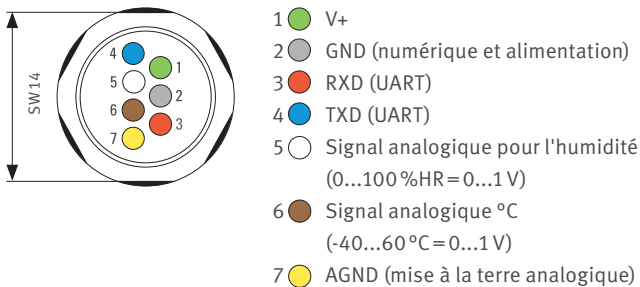 SW14
4
1
5
2
6
3
7
1 V+
2 GND (numérique et alimentation)
3 RXD (UART)
4 TXD (UART)
5 Signal analogique pour l'humidité
(0...100 %HR=0...1 V)
6 Signal analogique °C
(-40...60 °C=0...1 V)
7 AGND (mise à la terre analogique)